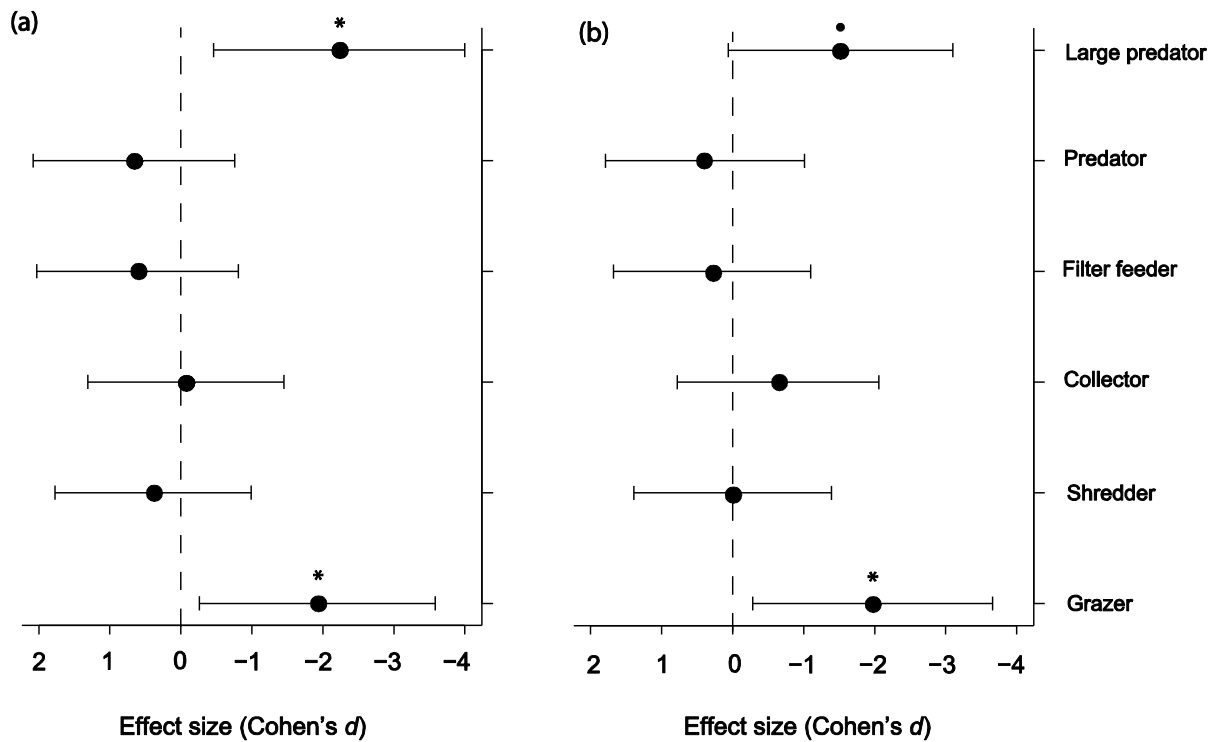 (a)
*
(b)
•
Large predator
Predator
Filter feeder
Collector
Shredder
*
*
Grazer
2 1 0 −1 −2 −3 −4
2 1 0 −1 −2 −3 −4
Effect size (Cohen’s d)
Effect size (Cohen’s d)